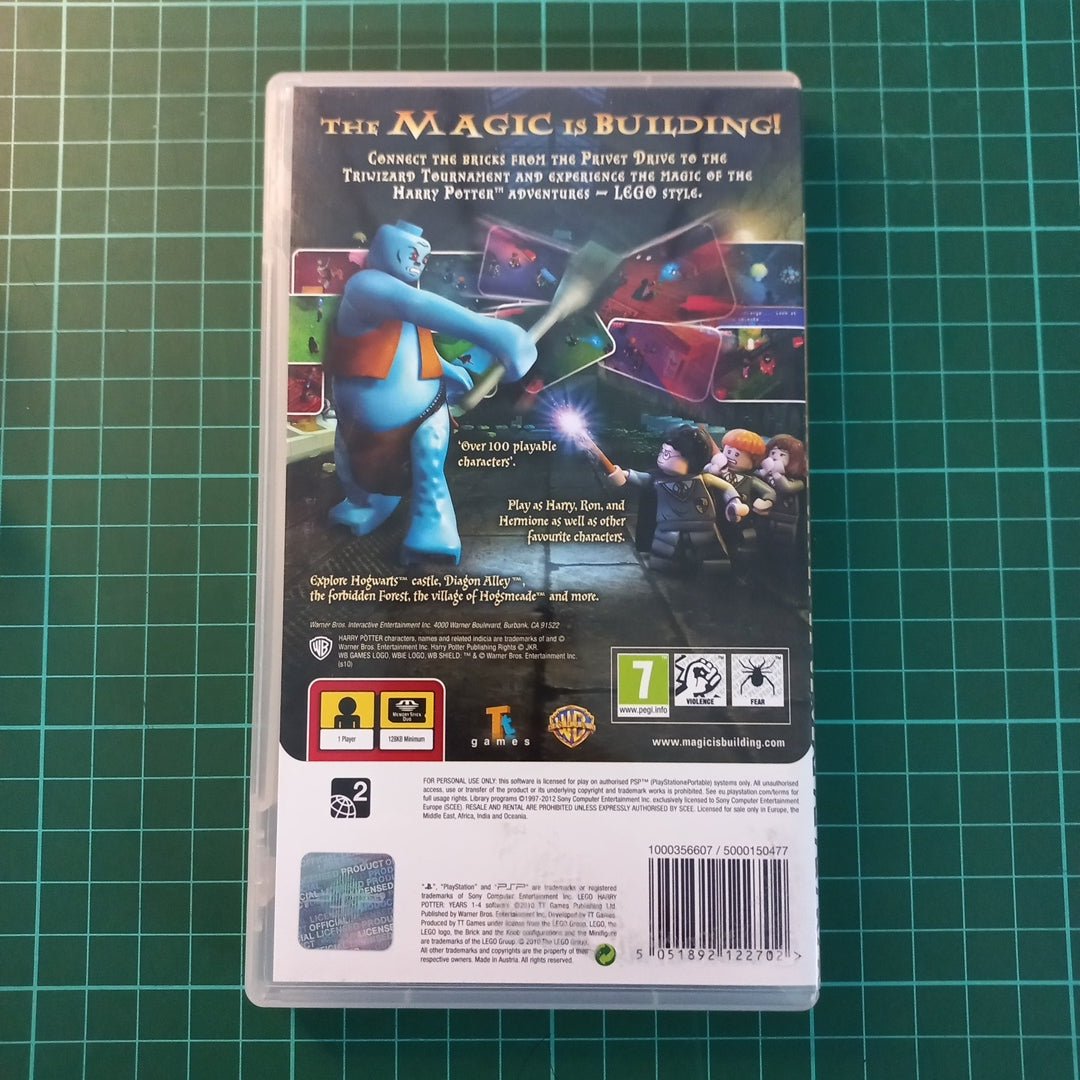 THE MAGIC IS BUILDING!
CONNECT THE BRICKS FROM THE PRIVET DRIVE TO THE
TRIWIZARD TOURNAMENT AND EXPERIENCE THE MAGIC OF THE
HARRY POTTER™ ADVENTURES – LEGO STYLE.
'Over 100 playable
characters'.
Play as Harry, Ron, and
Hermione as well as other
favourite characters.
Explore Hogwarts™ castle, Diagon Alley™,
the forbidden Forest, the village of Hogsmeade™ and more.
Warner Bros. Interactive Entertainment Inc. 4000 Warner Boulevard, Burbank, CA 91522
WB
HARRY POTTER characters, names and related indicia are trademarks of and ©
Warner Bros. Entertainment Inc. Harry Potter Publishing Rights © JKR.
WB GAMES LOGO, WBIE LOGO, WB SHIELD: ™ & © Warner Bros. Entertainment Inc.
(s10)
7
www.pegi.info
VIOLENCE
FEAR
1 Player
MEMORY STICK
DUO
128KB Minimum
Tt
games
WB
www.magicisbuilding.com
2
FOR PERSONAL USE ONLY: this software is licensed for play on authorised PSP™ (PlayStation®Portable) systems only. All unauthorised
access, use or transfer of the product or its underlying copyright and trademark works is prohibited. See eu.playstation.com/terms for
full usage rights. Library programs ©1997-2012 Sony Computer Entertainment Inc. exclusively licensed to Sony Computer Entertainment
Europe (SCEE). RESALE AND RENTAL ARE PROHIBITED UNLESS EXPRESSLY AUTHORISED BY SCEE. Licensed for sale only in Europe, the
Middle East, Africa, India and Oceania.
1000356607 / 5000150477
"PlayStation" and "PSP" are trademarks or registered
trademarks of Sony Computer Entertainment Inc. LEGO HARRY
POTTER: YEARS 1-4 software ©2010 TT Games Publishing Ltd.
Published by Warner Bros. Entertainment Inc. Developed by TT Games.
Produced by TT Games under license from the LEGO Group. LEGO, the
LEGO logo, the Brick and the Knob configurations and the Minifigure
are trademarks of the LEGO Group. © 2010 The LEGO Group.
All other trademarks and copyrights are the property of their
respective owners. Made in Austria. All rights reserved.
5 051892 122702 >